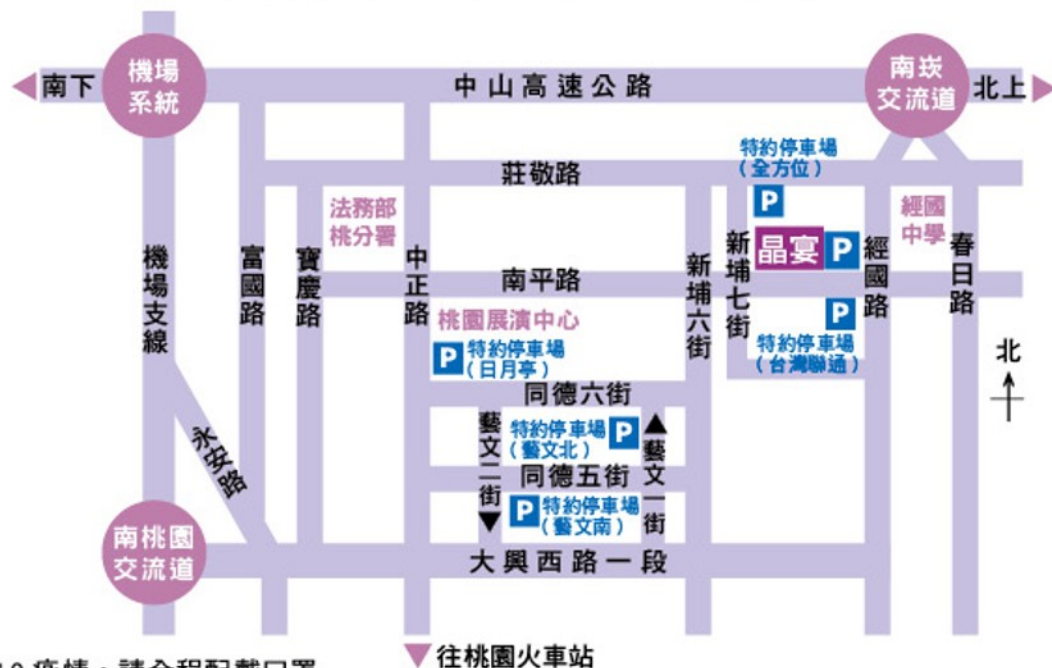 南下
機場
系統
中山高速公路
南崁
交流道
北上
特約停車場
(全方位)
P
莊敬路
法務部
桃分署
經國
中學
機場支線
富國路
寶慶路
中正路
新埔六街
新埔七街
晶宴
P
經國路
春日路
南平路
桃園展演中心
P
特約停車場
(日月亭)
P
特約停車場
(台灣聯通)
北
同德六街
藝文二街
特約停車場
(藝文北)
P
藝文一街
永安路
同德五街
P
特約停車場
(藝文南)
南桃園
交流道
大興西路一段
往桃園火車站